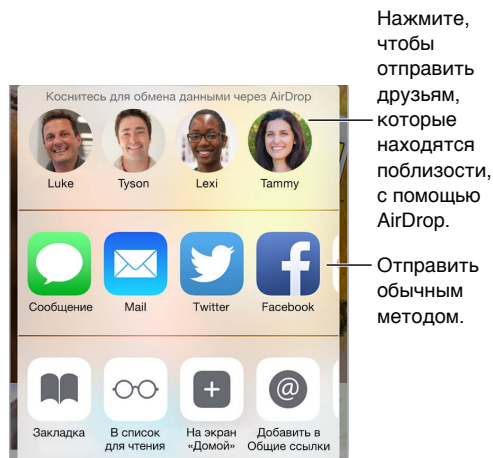 Нажмите,
чтобы
отправить
друзьям,
которые
находятся
поблизости,
с помощью
AirDrop.
Коснитесь для обмена данными через AirDrop
Luke Tyson Lexi Tammy
Отправить
обычным
методом.
Сообщение Mail Twitter Facebook
Закладка В список
для чтения На экран
«Домой» Добавить в
Общие ссылки